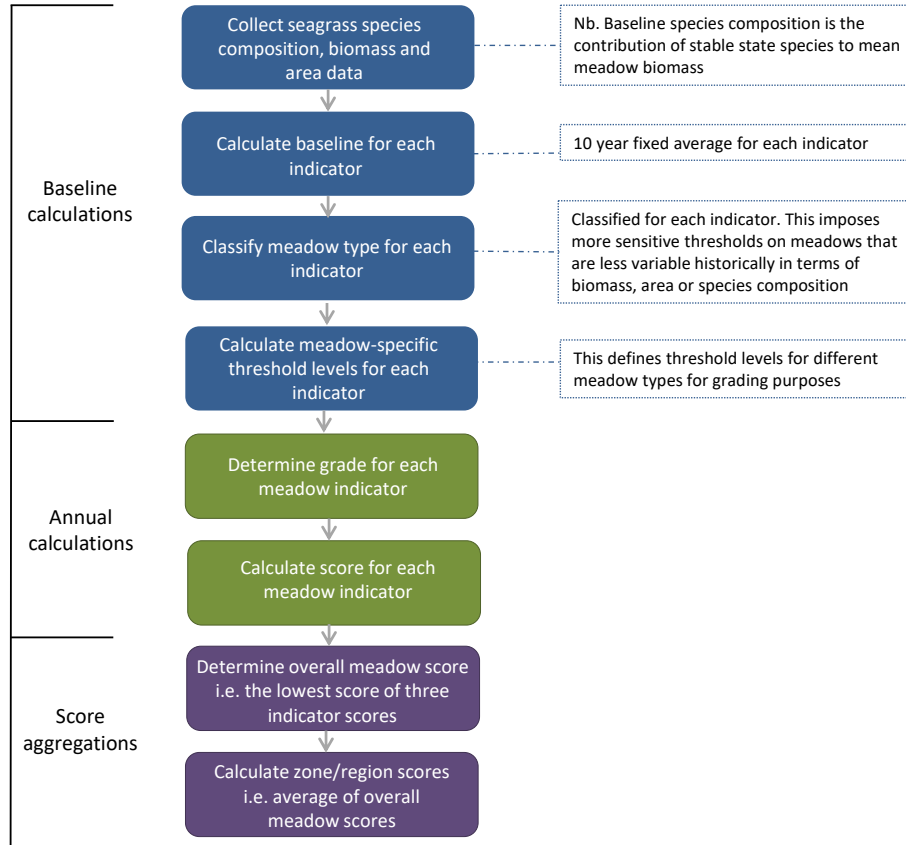 Collect seagrass species
composition, biomass and
area data
Nb. Baseline species composition is the
contribution of stable state species to mean
meadow biomass
Calculate baseline for each
indicator
10 year fixed average for each indicator
Baseline
calculations
Classify meadow type for each
indicator
Classified for each indicator. This imposes
more sensitive thresholds on meadows that
are less variable historically in terms of
biomass, area or species composition
Calculate meadow-specific
threshold levels for each
indicator
This defines threshold levels for different
meadow types for grading purposes
Annual
calculations
Determine grade for each
meadow indicator
Calculate score for each
meadow indicator
Score
aggregations
Determine overall meadow score
i.e. the lowest score of three
indicator scores
Calculate zone/region scores
i.e. average of overall
meadow scores